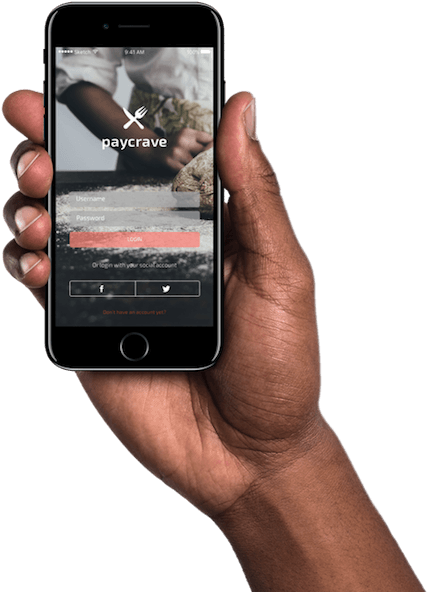 Sketch
9:41 AM
paycrave
Username
Password
LOGIN
Or login with your social account
f
Don't have an account yet?